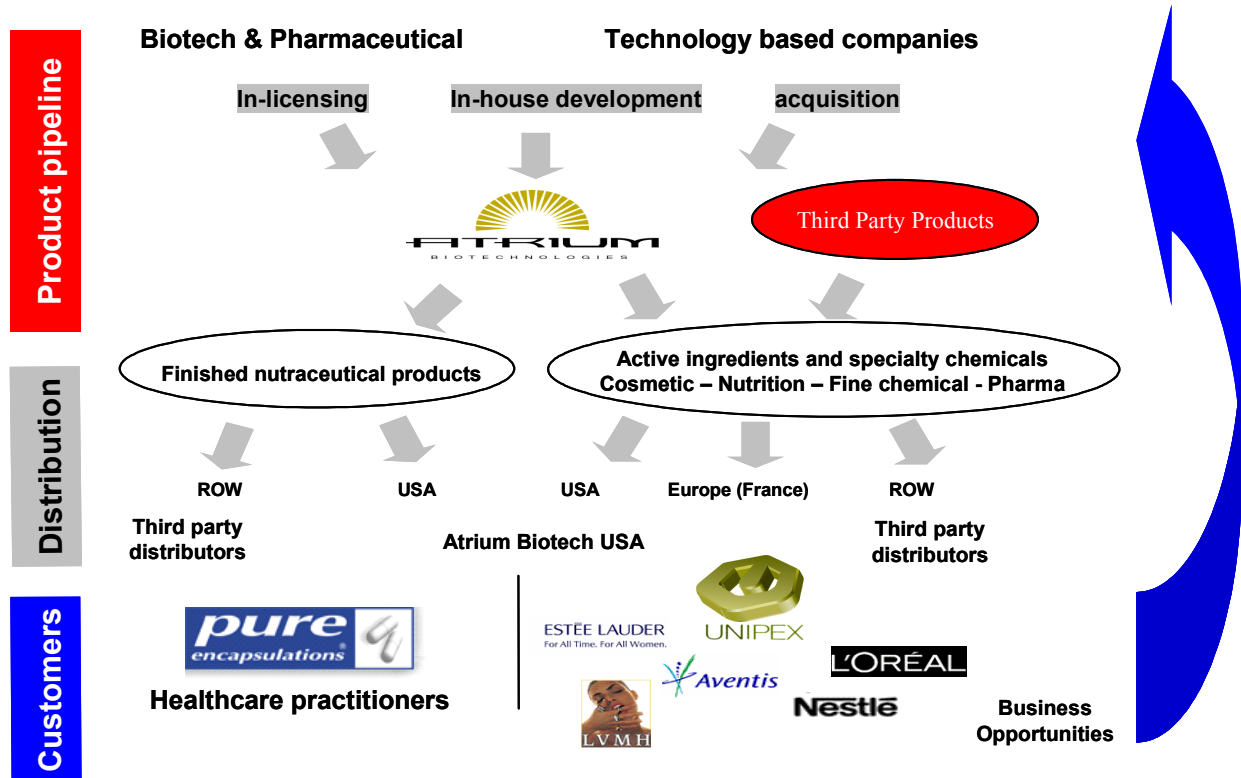 Product pipeline
Biotech & Pharmaceutical
Technology based companies
In-licensing
In-house development
acquisition
ATRIUM
BIOTECHNOLOGIES
Third Party Products
Distribution
Finished nutraceutical products
Active ingredients and specialty chemicals
Cosmetic – Nutrition – Fine chemical - Pharma
ROW
USA
USA
Europe (France)
ROW
Third party
distributors
Atrium Biotech USA
Third party
distributors
Customers
pure
encapsulations®
Healthcare practitioners
ESTĒE LAUDER
For All Time. For All Women.
UNIPEX
Aventis
L'ORÉAL
LVMH
Nestlé
Business
Opportunities